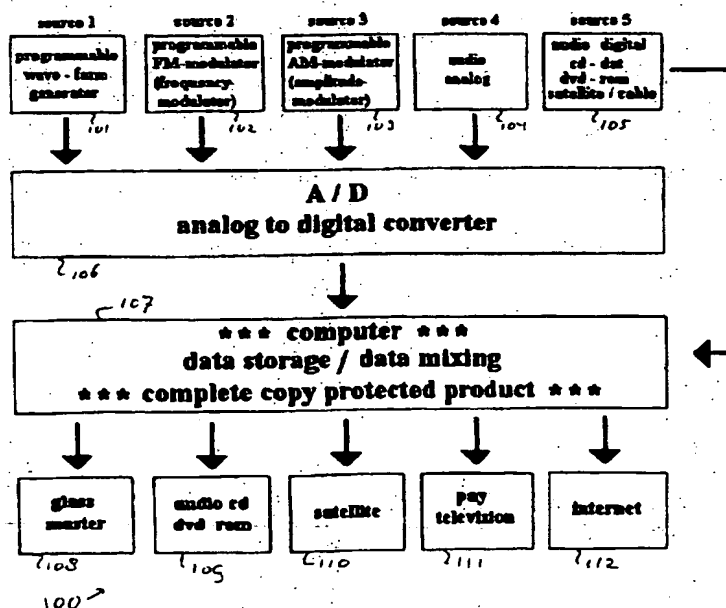 source 1
source 2
source 3
source 4
source 5
programmable
wave - form
generator
101
programmable
FM-modulator
(frequency-
modulator)
102
programmable
AM-modulator
(amplitude-
modulator)
103
audio
analog
104
audio digital
cd - dat
dvd - rom
satellite / cable
105
A / D
analog to digital converter
106
107
*** computer ***
data storage / data mixing
*** complete copy protected product ***
glass
master
108
audio cd
dvd rom
109
satellite
110
pay
television
111
internet
112
100